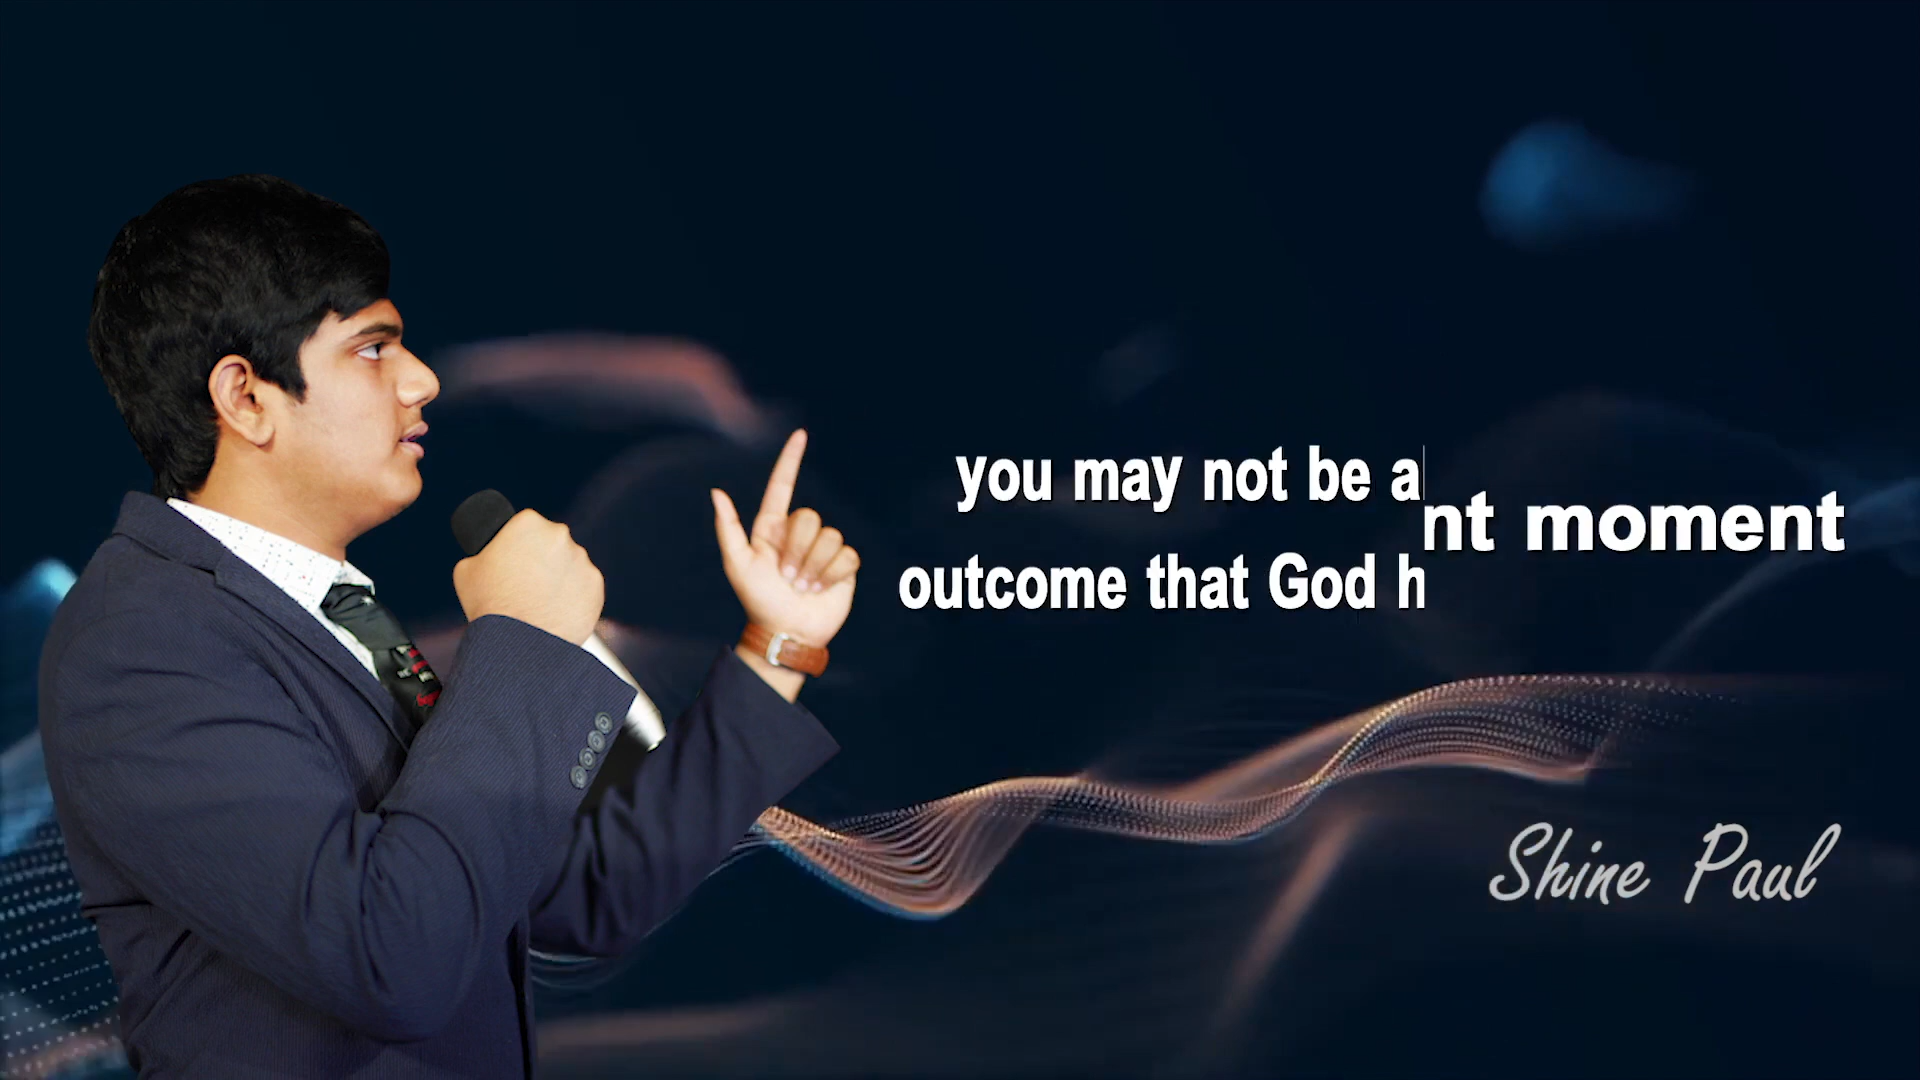 you may not be a
nt moment
outcome that God h
Shine Paul